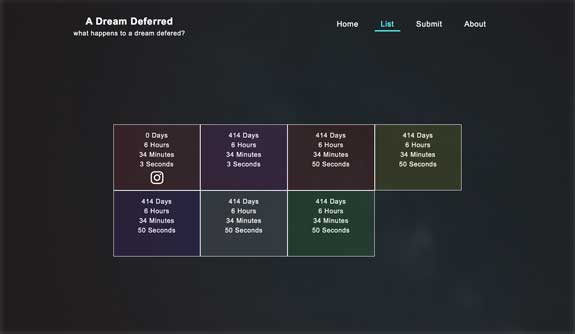 A Dream Deferred
what happens to a dream defered?
Home
List
Submit
About
0 Days
6 Hours
34 Minutes
3 Seconds
414 Days
6 Hours
34 Minutes
3 Seconds
414 Days
6 Hours
34 Minutes
50 Seconds
414 Days
6 Hours
34 Minutes
50 Seconds
414 Days
6 Hours
34 Minutes
50 Seconds
414 Days
6 Hours
34 Minutes
50 Seconds
414 Days
6 Hours
34 Minutes
50 Seconds